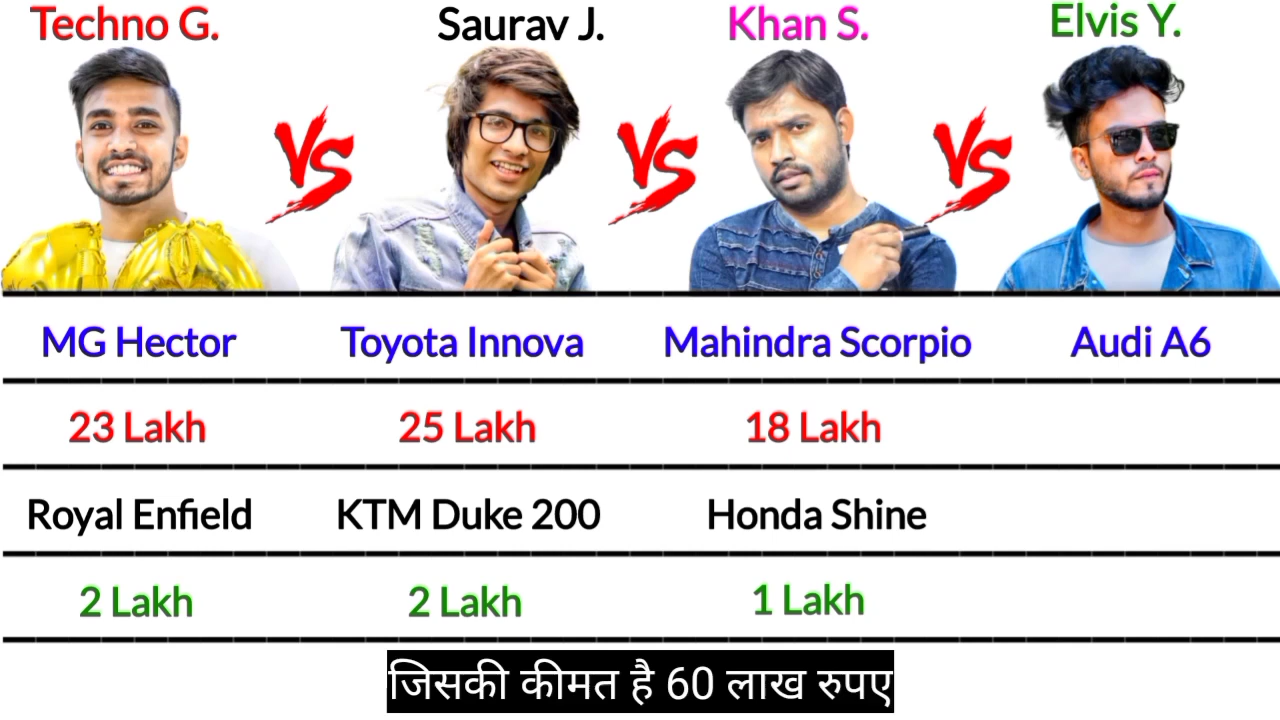 Techno G. Saurav J. Khan S. Elvis Y.
VS VS VS
MG Hector Toyota Innova Mahindra Scorpio Audi A6
23 Lakh 25 Lakh 18 Lakh
Royal Enfield KTM Duke 200 Honda Shine
2 Lakh 2 Lakh 1 Lakh
जिसकी कीमत है 60 लाख रुपए